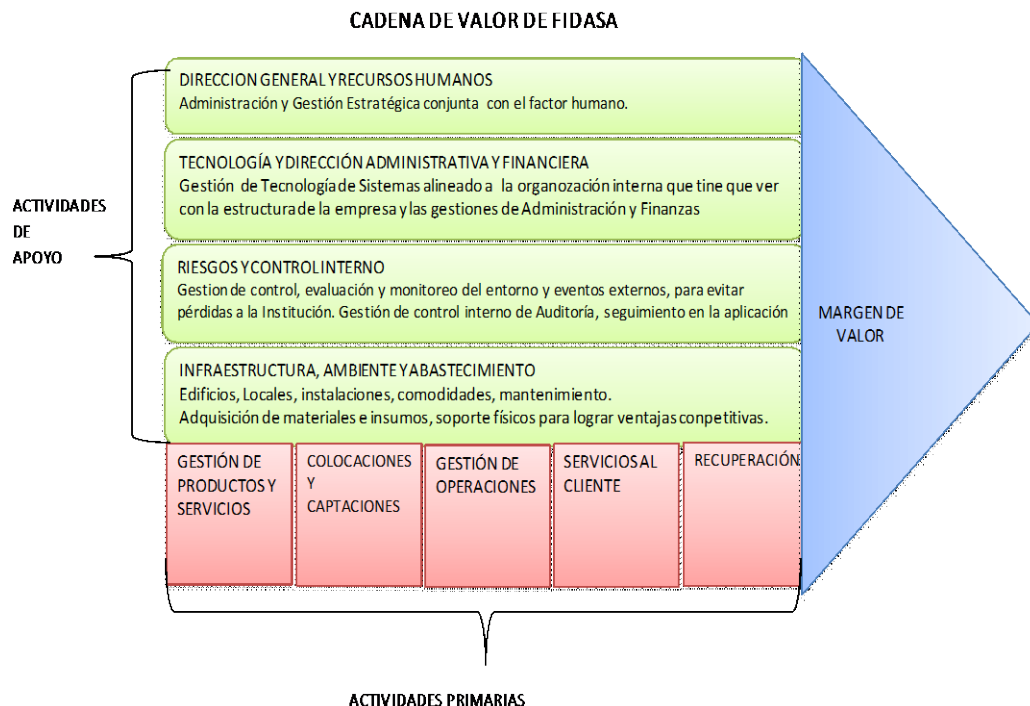 CADENA DE VALOR DE FIDASA
DIRECCION GENERAL Y RECURSOS HUMANOS
Administración y Gestión Estratégica conjunta con el factor humano.
TECNOLOGÍA Y DIRECCIÓN ADMINISTRATIVA Y FINANCIERA
Gestión de Tecnología de Sistemas alineado a la organozación interna que tine que ver
con la estructura de la empresa y las gestiones de Administración y Finanzas
ACTIVIDADES
DE
APOYO
RIESGOS Y CONTROL INTERNO
Gestion de control, evaluación y monitoreo del entorno y eventos externos, para evitar
pérdidas a la Institución. Gestión de control interno de Auditoría, seguimiento en la aplicación
MARGEN DE
VALOR
INFRAESTRUCTURA, AMBIENTE Y ABASTECIMIENTO
Edificios, Locales, instalaciones, comodidades, mantenimiento.
Adquisición de materiales e insumos, soporte físicos para lograr ventajas conpetitivas.
GESTIÓN DE
PRODUCTOS Y
SERVICIOS
COLOCACIONES
Y
CAPTACIONES
GESTIÓN DE
OPERACIONES
SERVICIOS AL
CLIENTE
RECUPERACIÓN
ACTIVIDADES PRIMARIAS